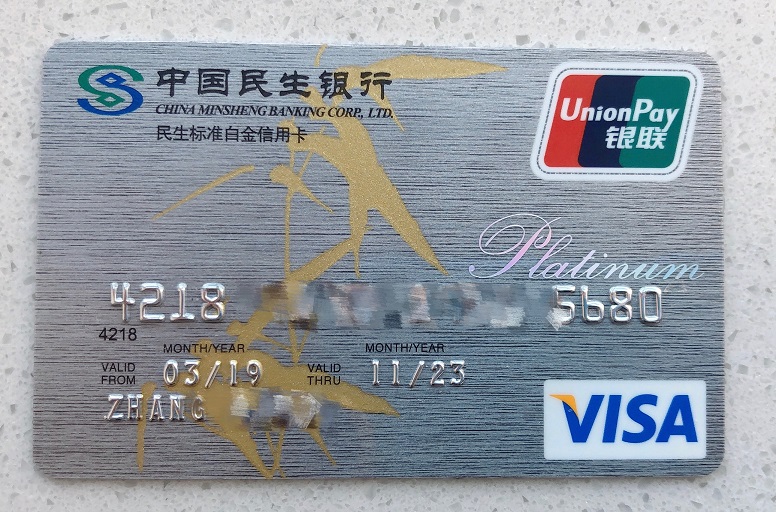 中国民生银行
CHINA MINSHENG BANKING CORP., LTD.
民生标准白金信用卡
UnionPay
银联
Platinum
4218 5680
4218
MONTH/YEAR MONTH/YEAR
VALID FROM 03/19 VALID THRU 11/23
ZHANG
VISA